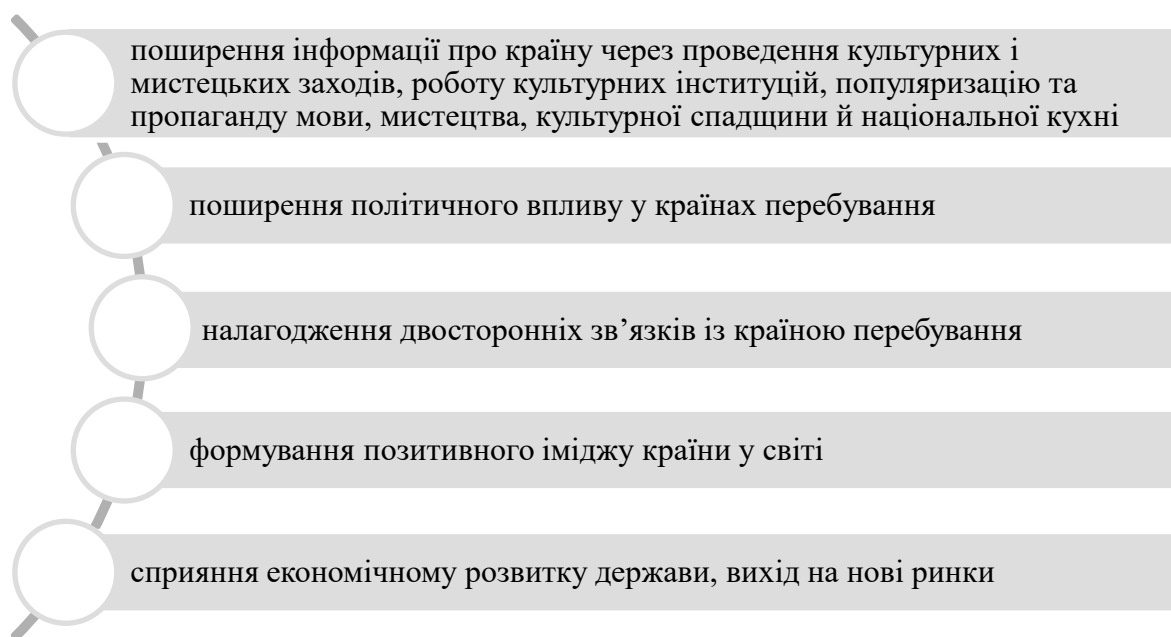 поширення інформації про країну через проведення культурних і
мистецьких заходів, роботу культурних інституцій, популяризацію та
пропаганду мови, мистецтва, культурної спадщини й національної кухні
поширення політичного впливу у країнах перебування
налагодження двосторонніх зв’язків із країною перебування
формування позитивного іміджу країни у світі
сприяння економічному розвитку держави, вихід на нові ринки